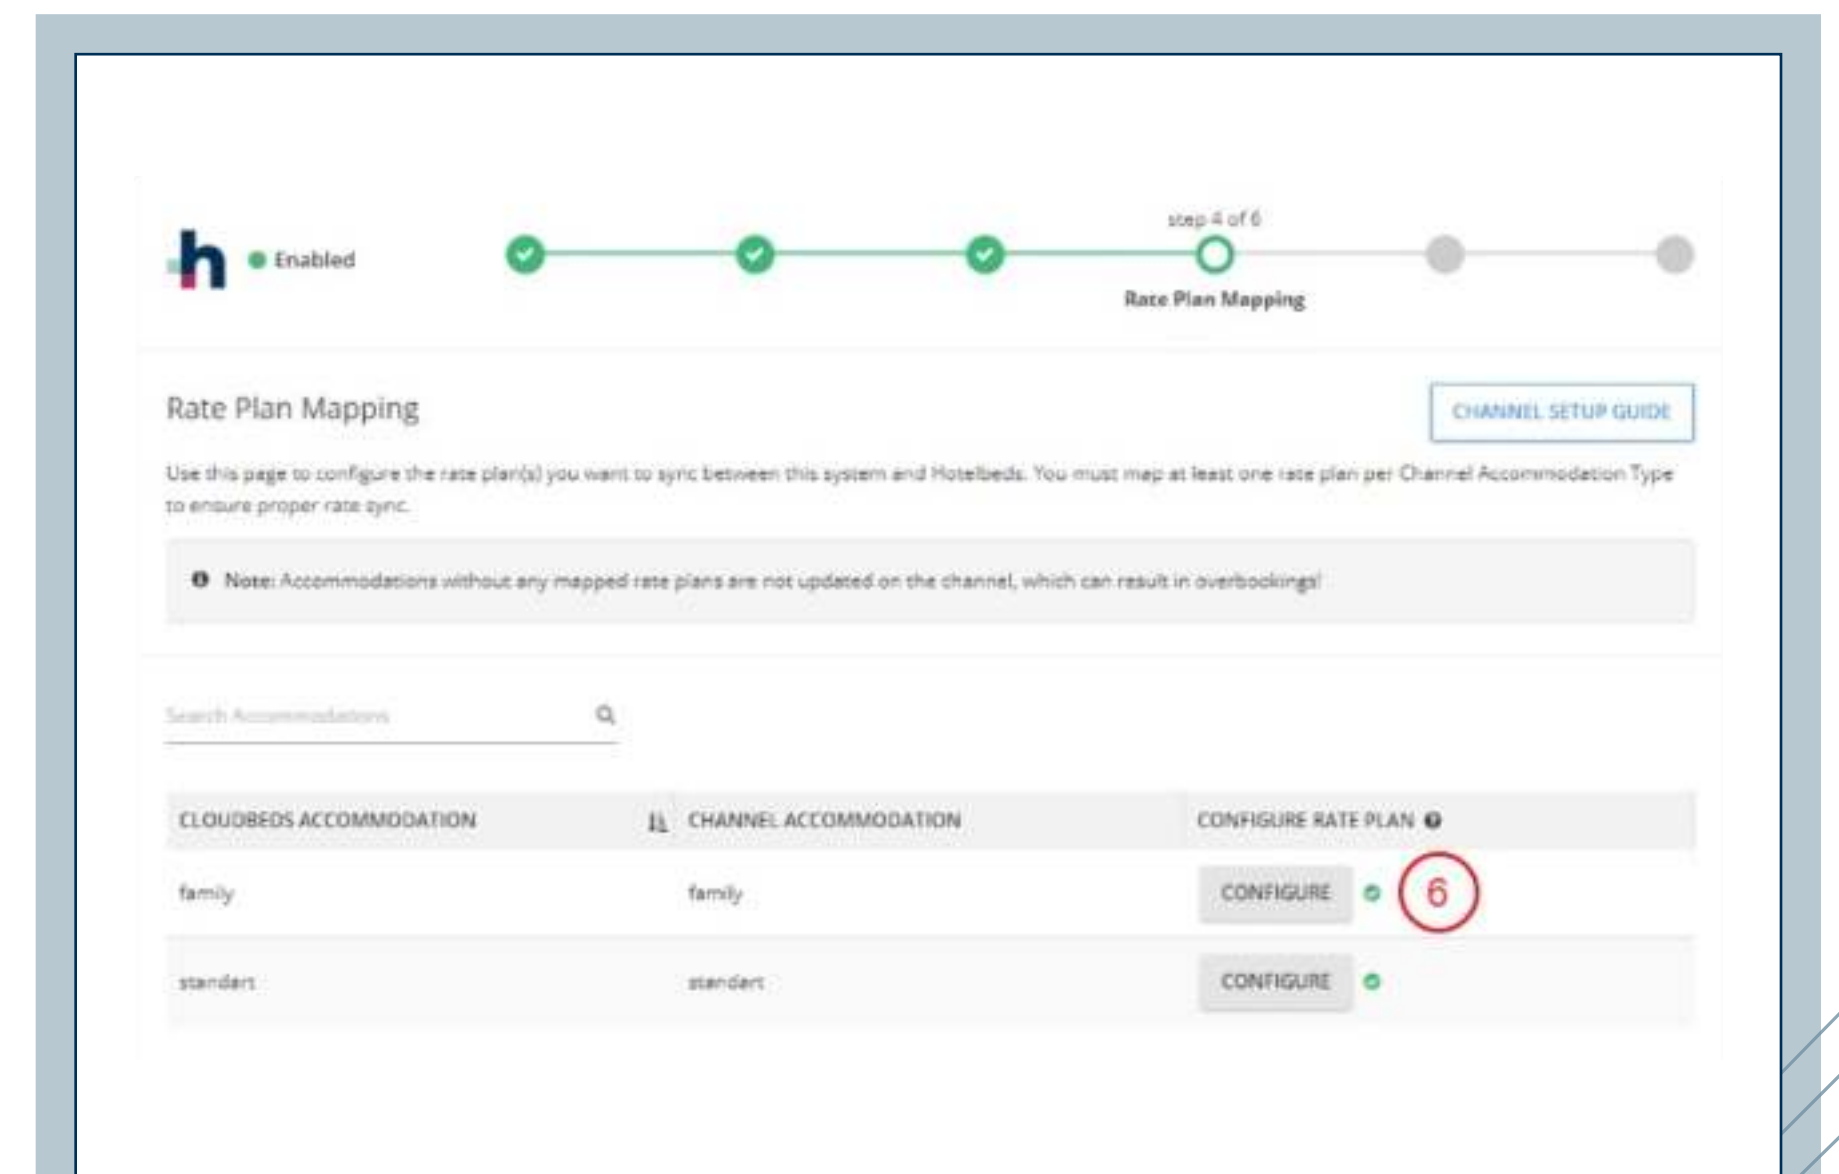 step 4 of 6
h
Enabled
Rate Plan Mapping
Rate Plan Mapping
CHANNEL SETUP GUIDE
Use this page to configure the rate plan(s) you want to sync between this system and Hotelbeds. You must map at least one rate plan per Channel Accommodation Type
to ensure proper rate sync.
Note: Accommodations without any mapped rate plans are not updated on the channel, which can result in overbookings!
Search Accommodations
CLOUDBEDS ACCOMMODATION CHANNEL ACCOMMODATION CONFIGURE RATE PLAN
family family CONFIGURE 6
standart standart CONFIGURE